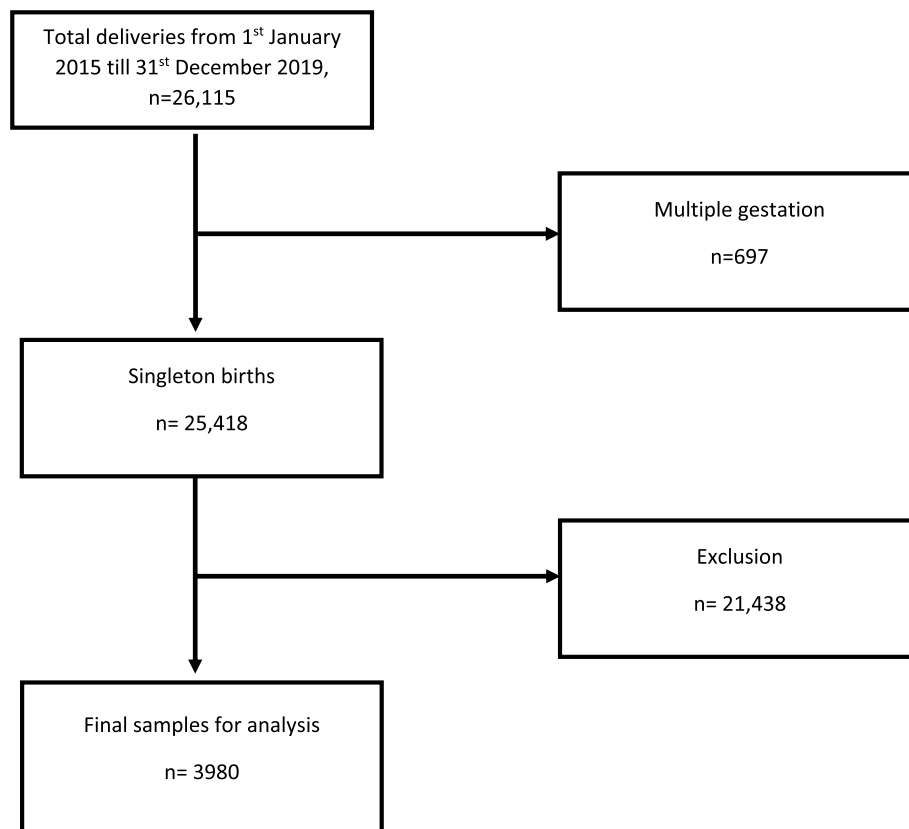 Total deliveries from 1st January
2015 till 31st December 2019,
n=26,115
Multiple gestation
n=697
Singleton births
n= 25,418
Exclusion
n= 21,438
Final samples for analysis
n= 3980